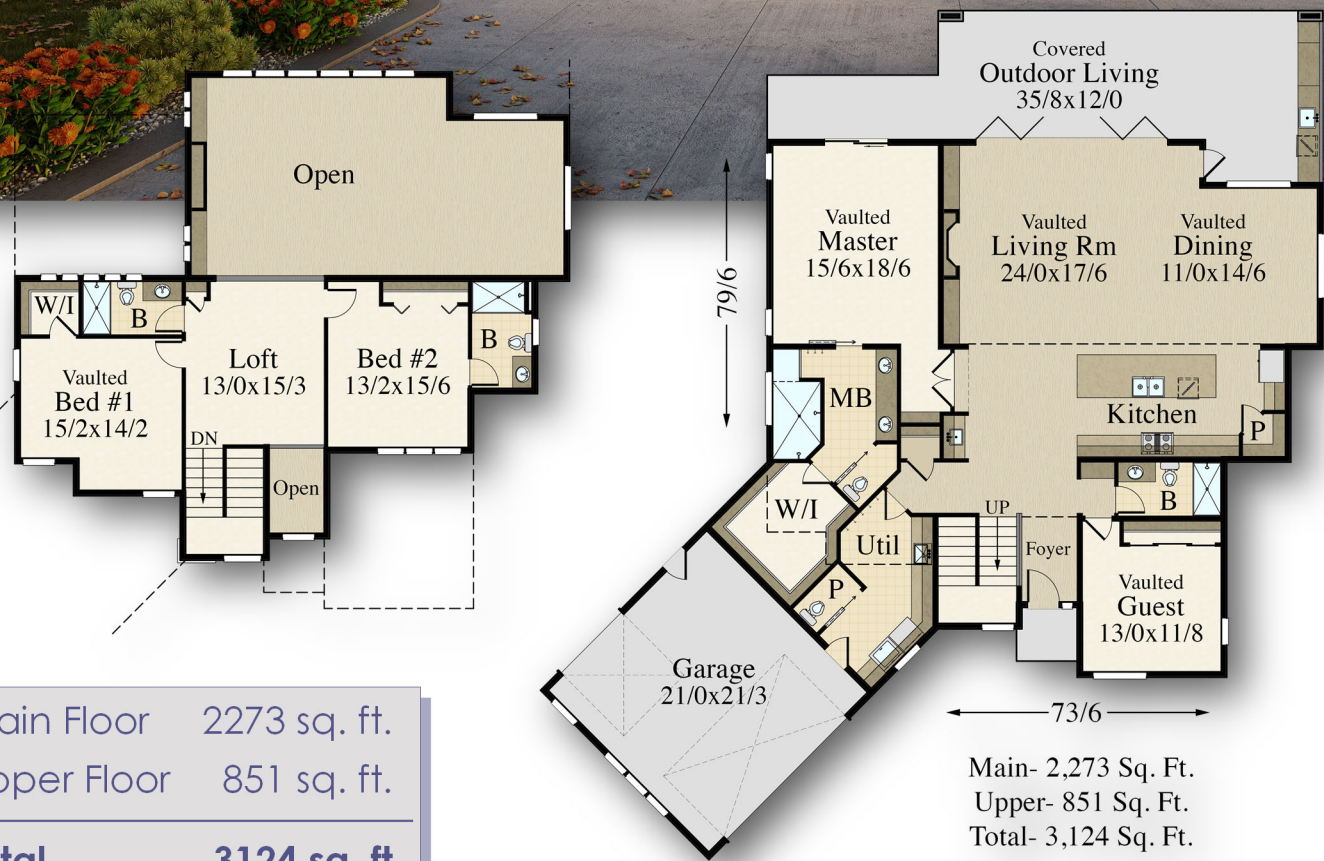 Open
W/I
B
Loft
13/0x15/3
Bed #2
13/2x15/6
B
Vaulted
Bed #1
15/2x14/2
DN
Open
Covered
Outdoor Living
35/8x12/0
79/6
Vaulted
Master
15/6x18/6
Vaulted
Living Rm
24/0x17/6
Vaulted
Dining
11/0x14/6
MB
Kitchen
P
W/I
Util
P
UP
Foyer
B
Vaulted
Guest
13/0x11/8
Garage
21/0x21/3
73/6
Main- 2,273 Sq. Ft.
Upper- 851 Sq. Ft.
Total- 3,124 Sq. Ft.
ain Floor 2273 sq. ft.
pper Floor 851 sq. ft.
tal 3124 sq. ft.